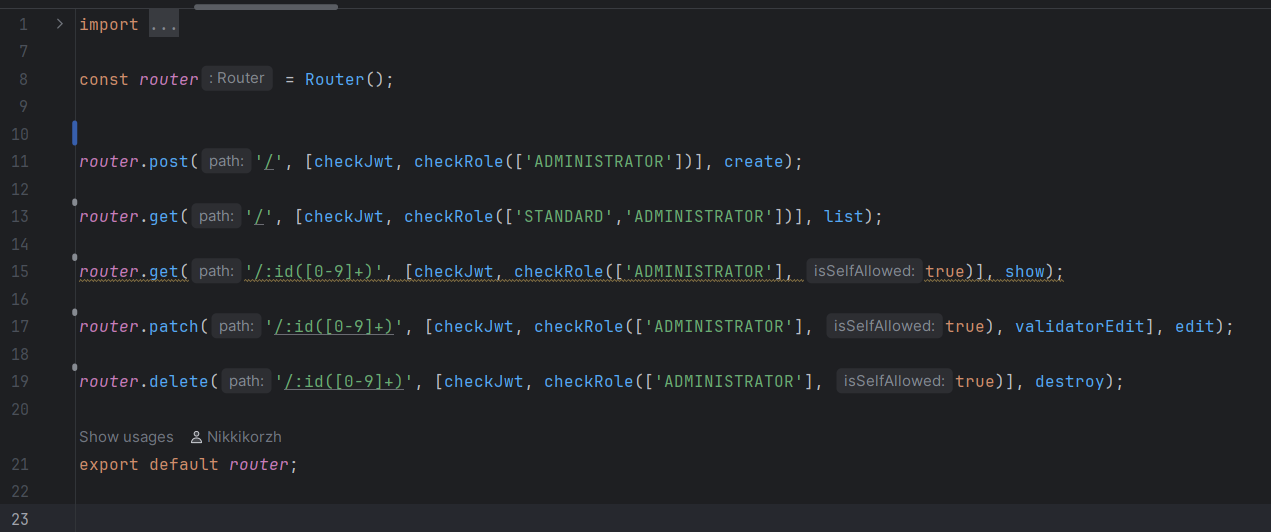 1 import ...
7
8 const router : Router = Router();
9
10
11 router.post( path: '/', [checkJwt, checkRole(['ADMINISTRATOR'])], create);
12
13 router.get( path: '/', [checkJwt, checkRole(['STANDARD','ADMINISTRATOR'])], list);
14
15 router.get( path: '/:id([0-9]+)', [checkJwt, checkRole(['ADMINISTRATOR'], isSelfAllowed: true)], show);
16
17 router.patch( path: '/:id([0-9]+)', [checkJwt, checkRole(['ADMINISTRATOR'], isSelfAllowed: true), validatorEdit], edit);
18
19 router.delete( path: '/:id([0-9]+)', [checkJwt, checkRole(['ADMINISTRATOR'], isSelfAllowed: true)], destroy);
20
Show usages Nikkikorzh
21 export default router;
22
23